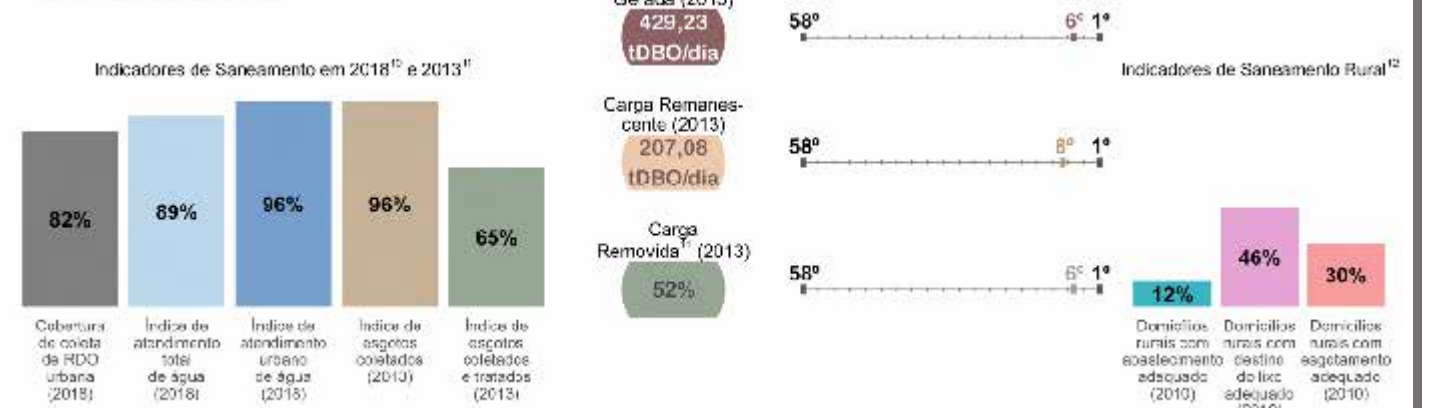 Gerada (2013)
429,23
tDBO/dia
58º 6º 1º
Indicadores de Saneamento em 2018¹⁰ e 2013¹¹
82%
89%
96%
96%
65%
Cobertura
de coleta
de RDO
urbana
(2018)
Índice de
atendimento
total
de água
(2018)
Índice de
atendimento
urbano
de água
(2018)
Índice de
esgotos
coletados
(2013)
Índice de
esgotos
coletados
e tratados
(2013)
Carga Remanes-
cente (2013)
207,08
tDBO/dia
58º 8º 1º
Carga
Removida¹¹ (2013)
52%
58º 6º 1º
Indicadores de Saneamento Rural¹²
12%
46%
30%
Domicílios
rurais com
abastecimento
adequado
(2010)
Domicílios
rurais com
destino
do lixo
adequado
(2010)
Domicílios
rurais com
esgotamento
adequado
(2010)